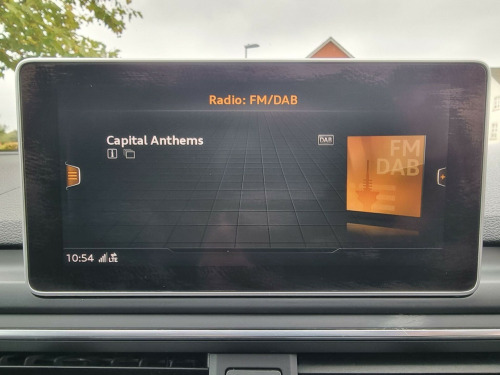 Radio: FM/DAB
Capital Anthems
DAB
FM
DAB
10:54
LTE